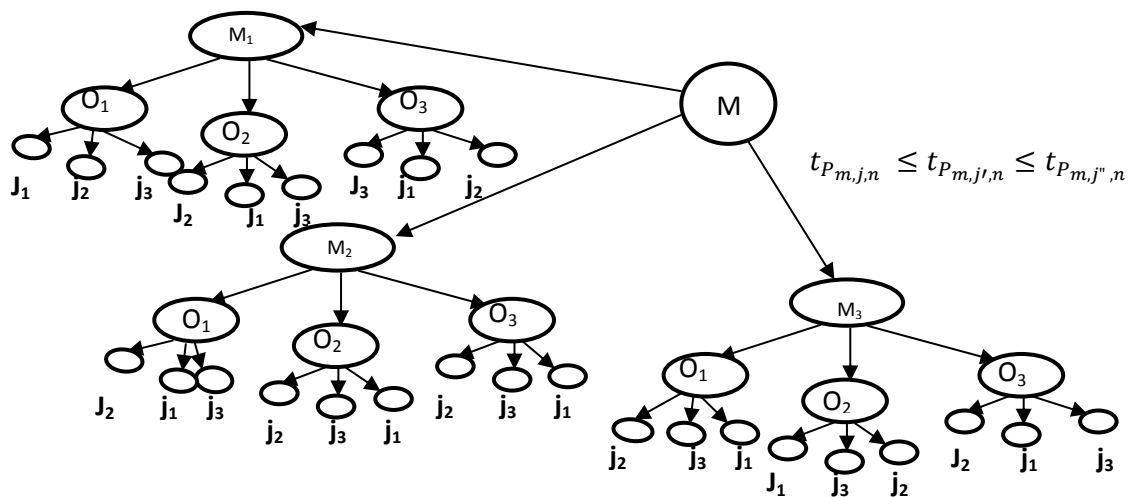 M₁
M
O₁
O₂
O₃
J₁ j₂ j₃
J₂ j₁ j₃
J₃ j₁ j₂
t_{P_{m,j,n}} ≤ t_{P_{m,j′,n}} ≤ t_{P_{m,j",n}}
M₂
O₁
O₂
O₃
J₂ j₁ j₃
j₂ j₃ j₁
j₂ j₃ j₁
M₃
O₁
O₂
O₃
j₂ j₃ j₁
J₁ j₃ j₂
J₂ j₁ j₃